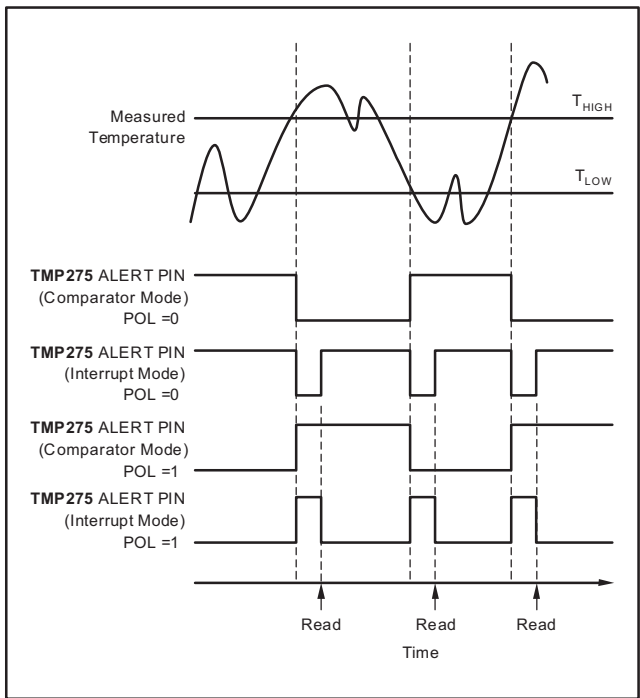 Measured
Temperature
THIGH
TLOW
TMP275 ALERT PIN
(Comparator Mode)
POL =0
TMP275 ALERT PIN
(Interrupt Mode)
POL =0
TMP275 ALERT PIN
(Comparator Mode)
POL =1
TMP275 ALERT PIN
(Interrupt Mode)
POL =1
Read
Read
Read
Time